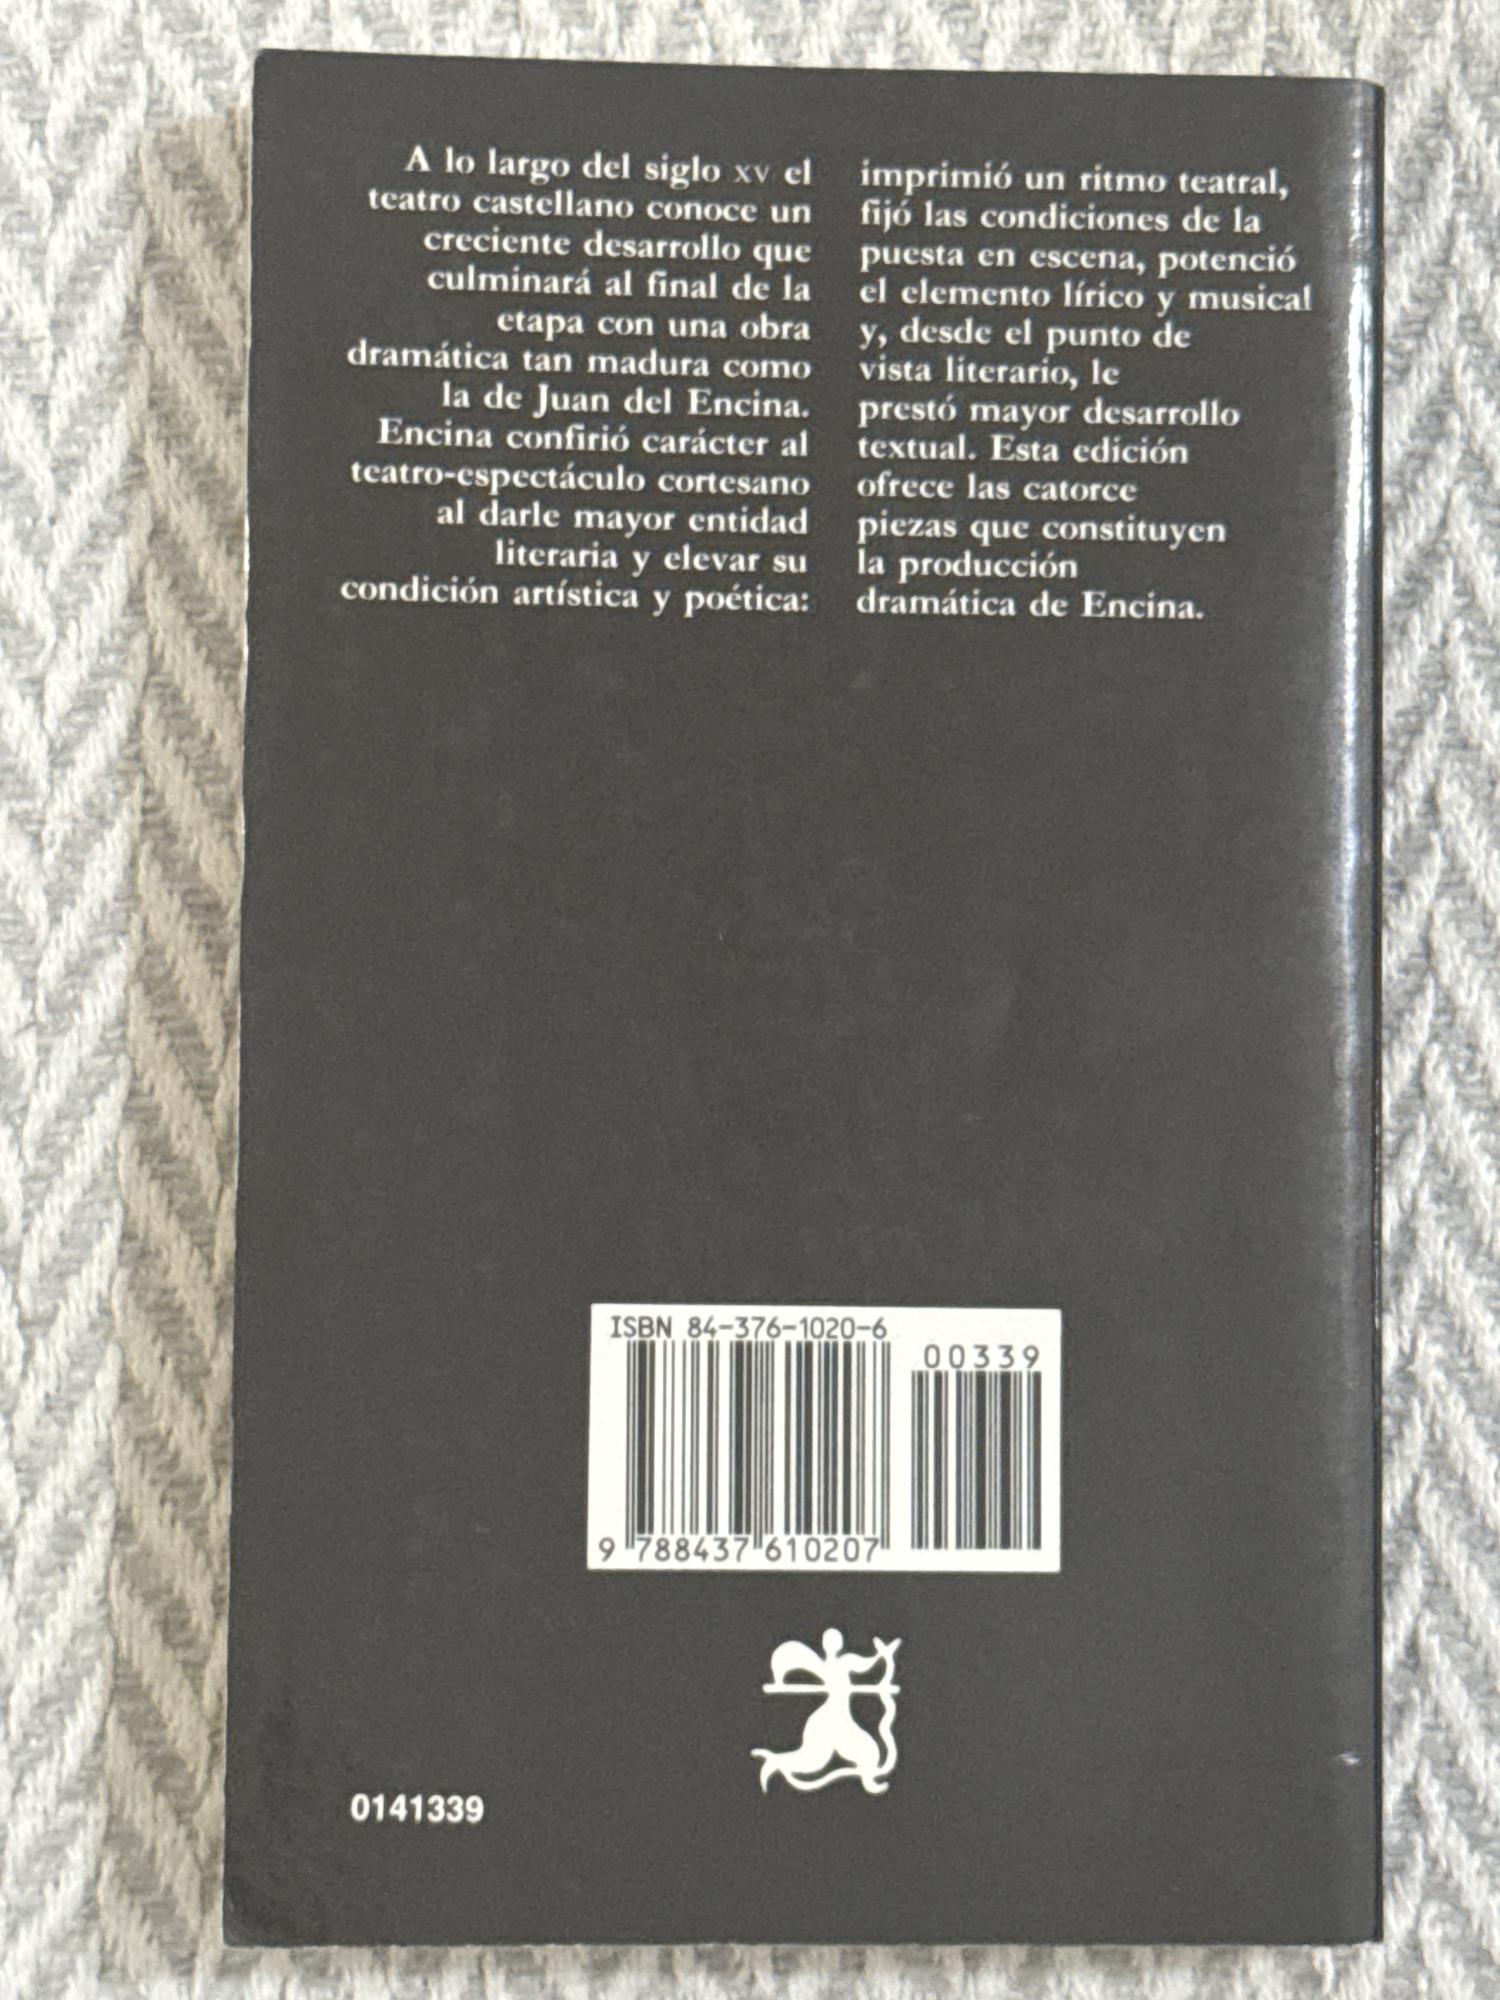 A lo largo del siglo XV el
teatro castellano conoce un
creciente desarrollo que
culminará al final de la
etapa con una obra
dramática tan madura como
la de Juan del Encina.
Encina confirió carácter al
teatro-espectáculo cortesano
al darle mayor entidad
literaria y elevar su
condición artística y poética:
imprimió un ritmo teatral,
fijó las condiciones de la
puesta en escena, potenció
el elemento lírico y musical
y, desde el punto de
vista literario, le
prestó mayor desarrollo
textual. Esta edición
ofrece las catorce
piezas que constituyen
la producción
dramática de Encina.
ISBN 84-376-1020-6
00339
9 788437 610207
0141339